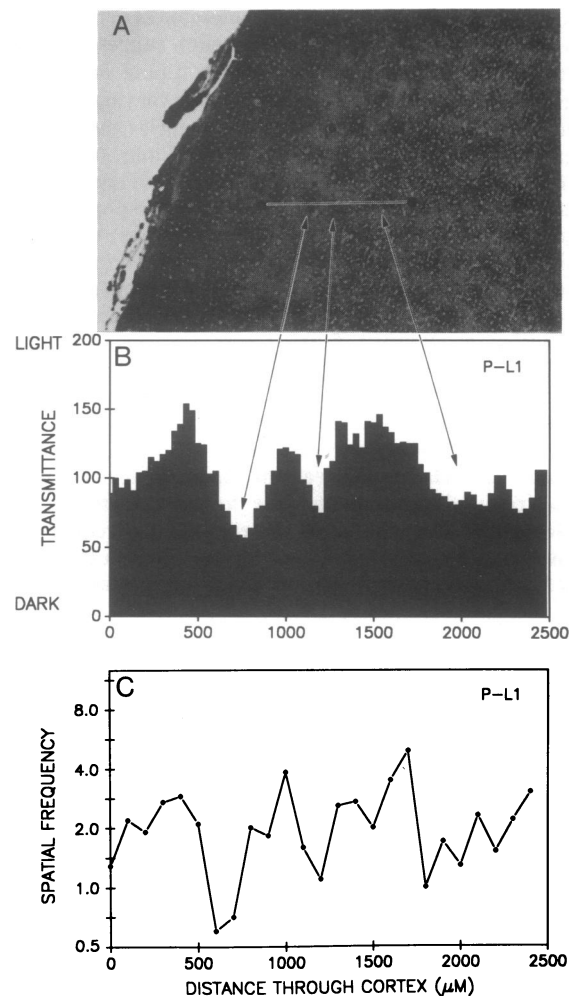 A
LIGHT
200
B
P-L1
150
TRANSMITTANCE
100
50
DARK
0
0 500 1000 1500 2000 2500
C
P-L1
8.0
SPATIAL FREQUENCY
4.0
2.0
1.0
0.5
0 500 1000 1500 2000 2500
DISTANCE THROUGH CORTEX (µM)